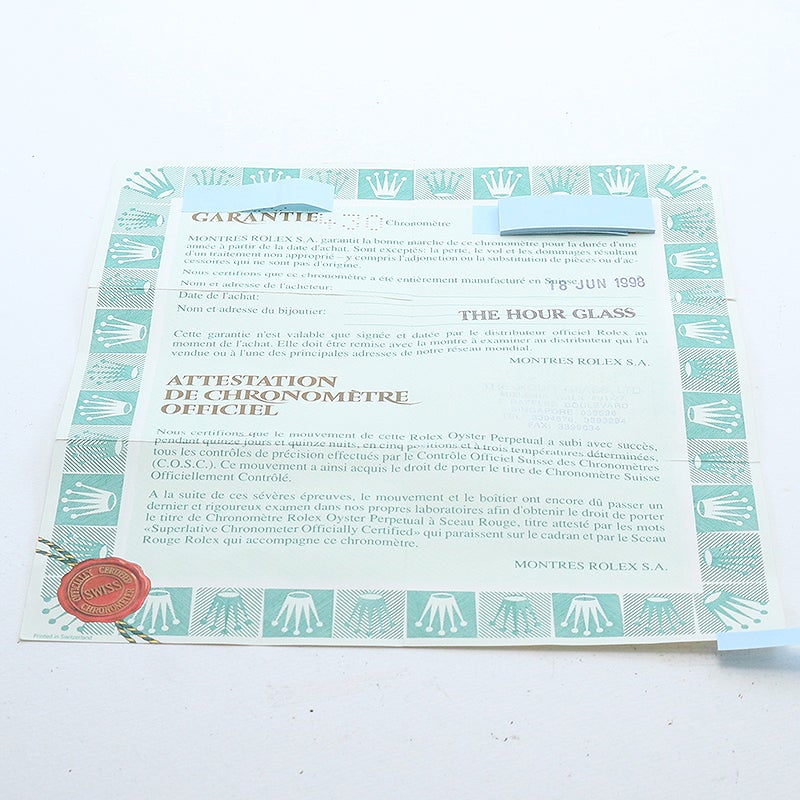 GARANTIE 430 Chronomètre
MONTRES ROLEX S.A. garantit la bonne marche de ce chronomètre pour la durée d'une
année à partir de la date d'achat. Sont exceptés: la perte, le vol et les dommages résultant
d'un traitement non approprié – y compris l'adjonction ou la substitution de pièces ou d'ac-
cessoires qui ne sont pas d'origine.
Nous certifions que ce chronomètre a été entièrement manufacturé en Suisse.
Nom et adresse de l'acheteur:
18 JUN 1998
Date de l'achat:
Nom et adresse du bijoutier:
THE HOUR GLASS
Cette garantie n'est valable que signée et datée par le distributeur officiel Rolex au
moment de l'achat. Elle doit être remise avec la montre à examiner au distributeur qui l'a
vendue ou à l'une des principales adresses de notre réseau mondial.
MONTRES ROLEX S.A.
THE HOUR GLASS LTD
BOULEVARD
SINGAPORE
TEL
FAX
ATTESTATION
DE CHRONOMÈTRE
OFFICIEL
Nous certifions que le mouvement de cette Rolex Oyster Perpetual a subi avec succès,
pendant quinze jours et quinze nuits, en cinq positions et à trois températures déterminées,
tous les contrôles de précision effectués par le Contrôle Officiel Suisse des Chronomètres
(C.O.S.C.). Ce mouvement a ainsi acquis le droit de porter le titre de Chronomètre Suisse
Officiellement Contrôlé.
A la suite de ces sévères épreuves, le mouvement et le boîtier ont encore dû passer un
dernier et rigoureux examen dans nos propres laboratoires afin d'obtenir le droit de porter
le titre de Chronomètre Rolex Oyster Perpetual à Sceau Rouge, titre attesté par les mots
«Superlative Chronometer Officially Certified» qui paraissent sur le cadran et par le Sceau
Rouge Rolex qui accompagne ce chronomètre.
MONTRES ROLEX S.A.
OFFICIALLY CERTIFIED
SWISS
CHRONOMETER
Printed in Switzerland